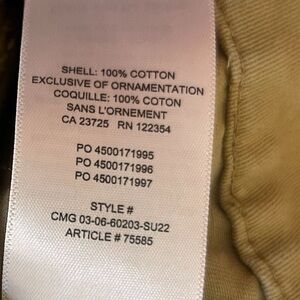 SHELL: 100% COTTON
EXCLUSIVE OF ORNAMENTATION
COQUILLE: 100% COTON
SANS L'ORNEMENT
CA 23725 RN 122354
PO 4500171995
PO 4500171996
PO 4500171997
STYLE #
CMG 03-06-60203-SU22
ARTICLE # 75585